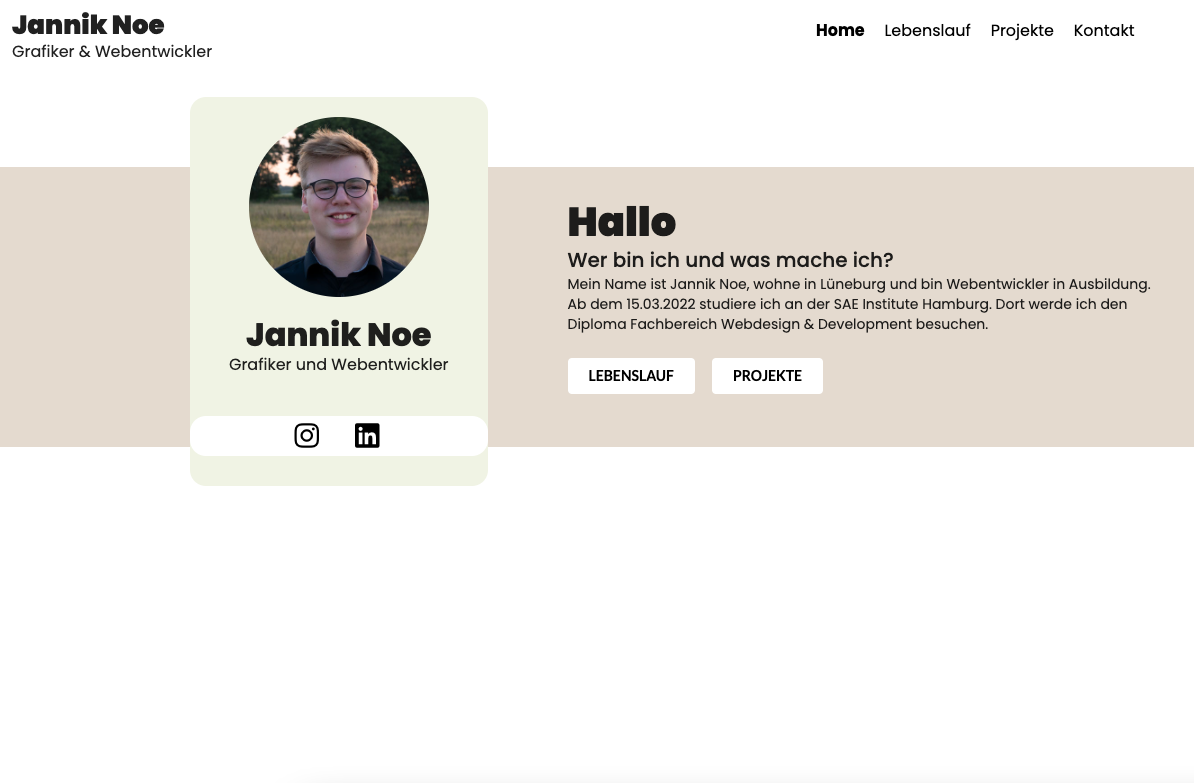 Jannik Noe
Grafiker & Webentwickler
Home Lebenslauf Projekte Kontakt
Jannik Noe
Grafiker und Webentwickler
Hallo
Wer bin ich und was mache ich?
Mein Name ist Jannik Noe, wohne in Lüneburg und bin Webentwickler in Ausbildung.
Ab dem 15.03.2022 studiere ich an der SAE Institute Hamburg. Dort werde ich den
Diploma Fachbereich Webdesign & Development besuchen.
LEBENSLAUF PROJEKTE